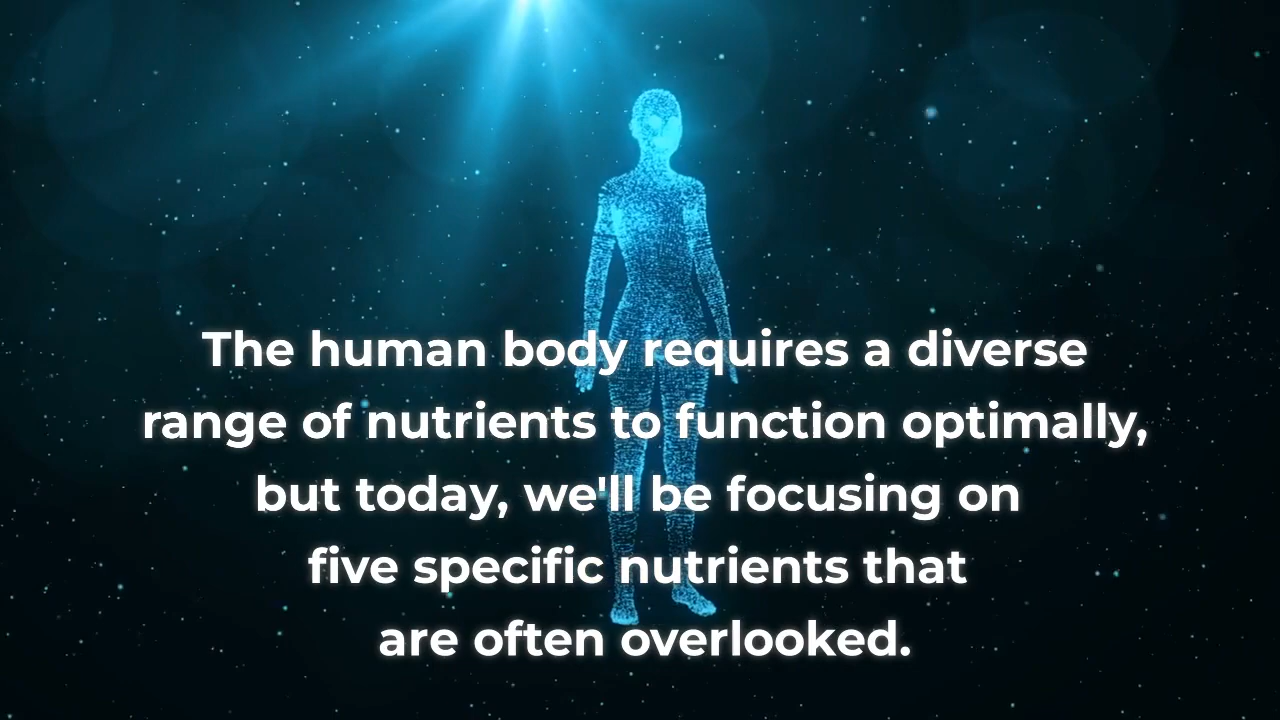 The human body requires a diverse
range of nutrients to function optimally,
but today, we'll be focusing on
five specific nutrients that
are often overlooked.